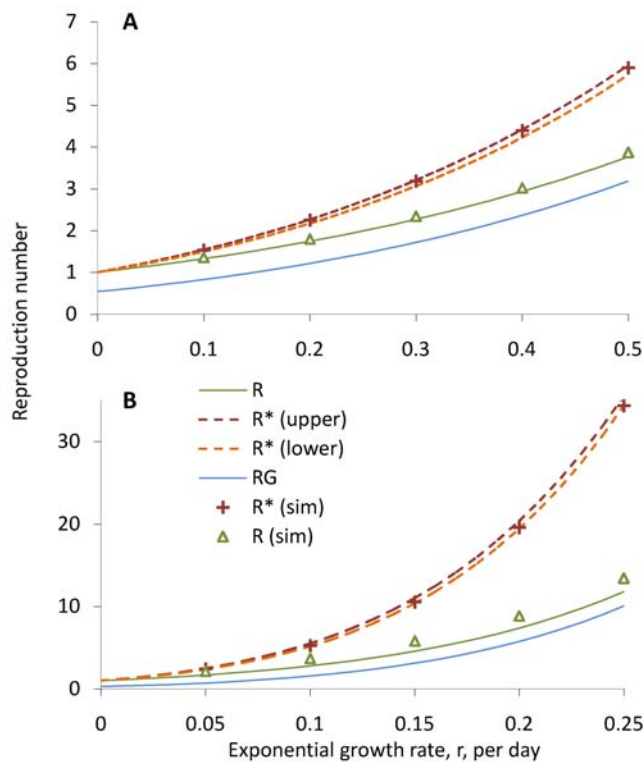 A
7
6
5
4
3
2
1
0
0 0.1 0.2 0.3 0.4 0.5
Reproduction number
B
R
R* (upper)
R* (lower)
RG
R* (sim)
R (sim)
30
20
10
0
0 0.05 0.1 0.15 0.2 0.25
Exponential growth rate, r, per day